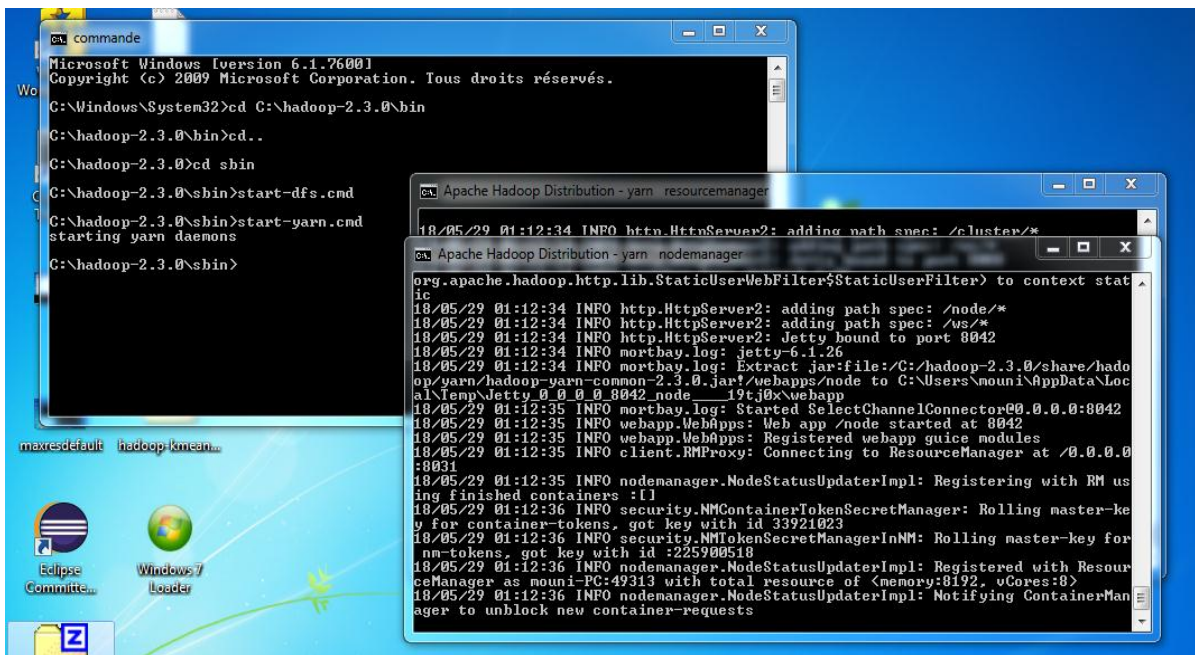 commande
Microsoft Windows [version 6.1.7600]
Copyright (c) 2009 Microsoft Corporation. Tous droits réservés.
C:\Windows\System32>cd C:\hadoop-2.3.0\bin
C:\hadoop-2.3.0\bin>cd..
C:\hadoop-2.3.0>cd sbin
C:\hadoop-2.3.0\sbin>start-dfs.cmd
C:\hadoop-2.3.0\sbin>start-yarn.cmd
starting yarn daemons
C:\hadoop-2.3.0\sbin>
Apache Hadoop Distribution - yarn resourcemanager
18/05/29 01:12:34 INFO http.HttpServer2: adding path spec: /cluster/*
Apache Hadoop Distribution - yarn nodemanager
org.apache.hadoop.http.lib.StaticUserWebFilter$StaticUserFilter) to context stat
ic
18/05/29 01:12:34 INFO http.HttpServer2: adding path spec: /node/*
18/05/29 01:12:34 INFO http.HttpServer2: adding path spec: /ws/*
18/05/29 01:12:34 INFO http.HttpServer2: Jetty bound to port 8042
18/05/29 01:12:34 INFO mortbay.log: jetty-6.1.26
18/05/29 01:12:34 INFO mortbay.log: Extract jar:file:/C:/hadoop-2.3.0/share/hado
op/yarn/hadoop-yarn-common-2.3.0.jar!/webapps/node to C:\Users\mouni\AppData\Loc
al\Temp\Jetty_0_0_0_0_8042_node____19tj0x\webapp
18/05/29 01:12:35 INFO mortbay.log: Started SelectChannelConnector@0.0.0.0:8042
18/05/29 01:12:35 INFO webapp.WebApps: Web app /node started at 8042
18/05/29 01:12:35 INFO webapp.WebApps: Registered webapp guice modules
18/05/29 01:12:35 INFO client.RMProxy: Connecting to ResourceManager at /0.0.0.0
:8031
18/05/29 01:12:35 INFO nodemanager.NodeStatusUpdaterImpl: Registering with RM us
ing finished containers :[]
18/05/29 01:12:36 INFO security.NMContainerTokenSecretManager: Rolling master-ke
y for container-tokens, got key with id 33921023
18/05/29 01:12:36 INFO security.NMTokenSecretManagerInNM: Rolling master-key for
 nm-tokens, got key with id :225900518
18/05/29 01:12:36 INFO nodemanager.NodeStatusUpdaterImpl: Registered with Resour
ceManager as mouni-PC:49313 with total resource of <memory:8192, vCores:8>
18/05/29 01:12:36 INFO nodemanager.NodeStatusUpdaterImpl: Notifying ContainerMan
ager to unblock new container-requests
maxresdefault
hadoop-kmean...
Eclipse
Committe...
Windows 7
Loader
Z